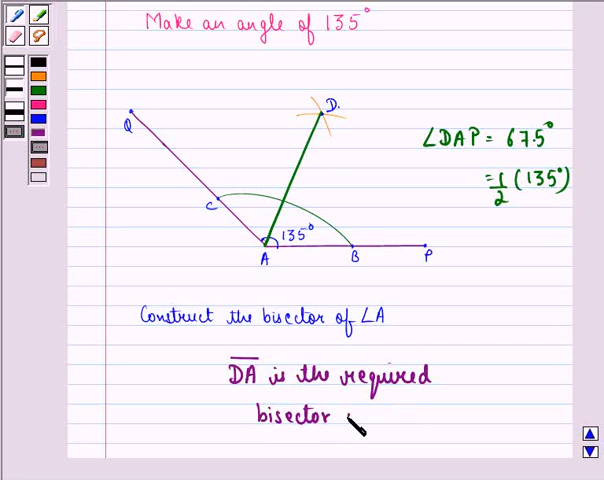 Make an angle of 135°
Q
D.
∠DAP = 67.5°
= 1/2 (135°)
C
135°
A
B
P
Construct the bisector of ∠A
D̅A̅ is the required
bisector